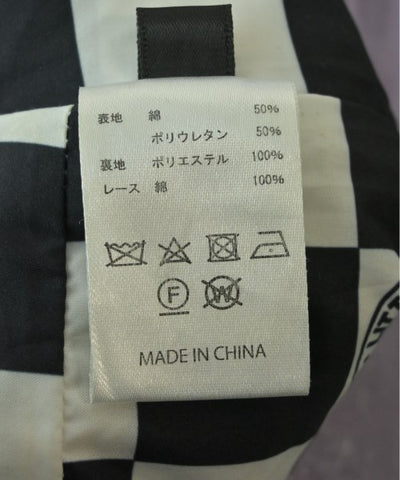 表地 綿 50%
ポリウレタン 50%
裏地 ポリエステル 100%
レース 綿 100%
F W
MADE IN CHINA